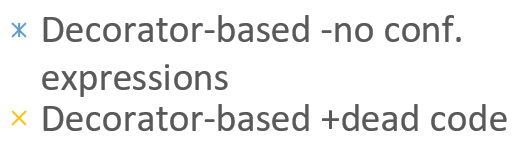 Decorator-based -no conf.
expressions
Decorator-based +dead code